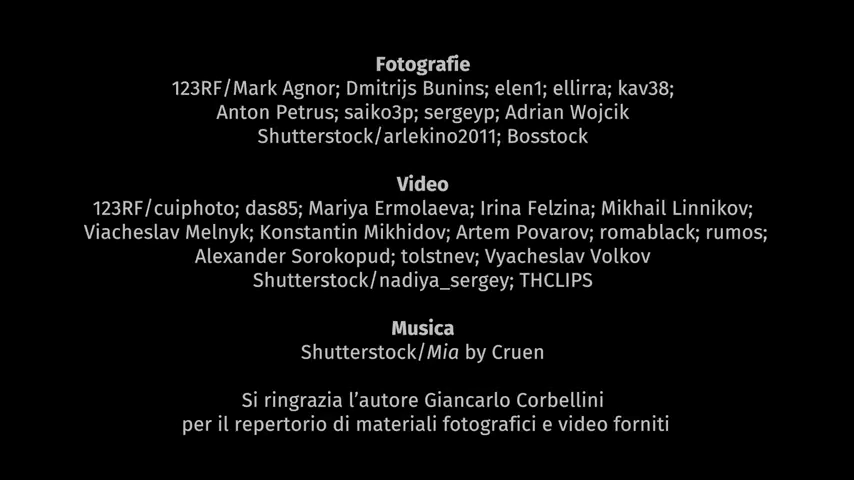 Fotografie
123RF/Mark Agnor; Dmitrijs Bunins; elen1; ellirra; kav38;
Anton Petrus; saiko3p; sergeyp; Adrian Wojcik
Shutterstock/arlekino2011; Bosstock
Video
123RF/cuiphoto; das85; Mariya Ermolaeva; Irina Felzina; Mikhail Linnikov;
Viacheslav Melnyk; Konstantin Mikhidov; Artem Povarov; romablack; rumos;
Alexander Sorokopud; tolstnev; Vyacheslav Volkov
Shutterstock/nadiya_sergey; THCLIPS
Musica
Shutterstock/Mia by Cruen
Si ringrazia l’autore Giancarlo Corbellini
per il repertorio di materiali fotografici e video forniti